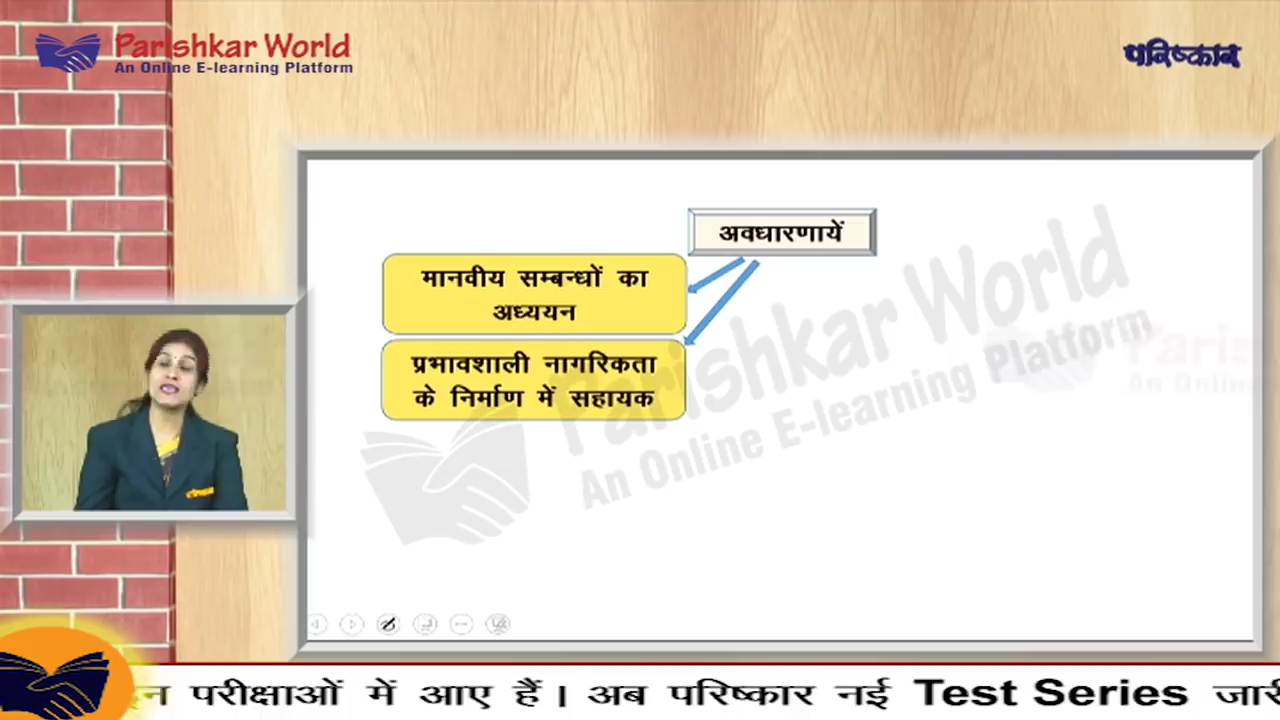 Parishkar World
An Online E-learning Platform
परिष्कार
अवधारणायें
मानवीय सम्बन्धों का
अध्ययन
प्रभावशाली नागरिकता
के निर्माण में सहायक
Parishkar World
An Online E-learning Platform
परीक्षाओं में आए हैं। अब परिष्कार नई Test Series जारी